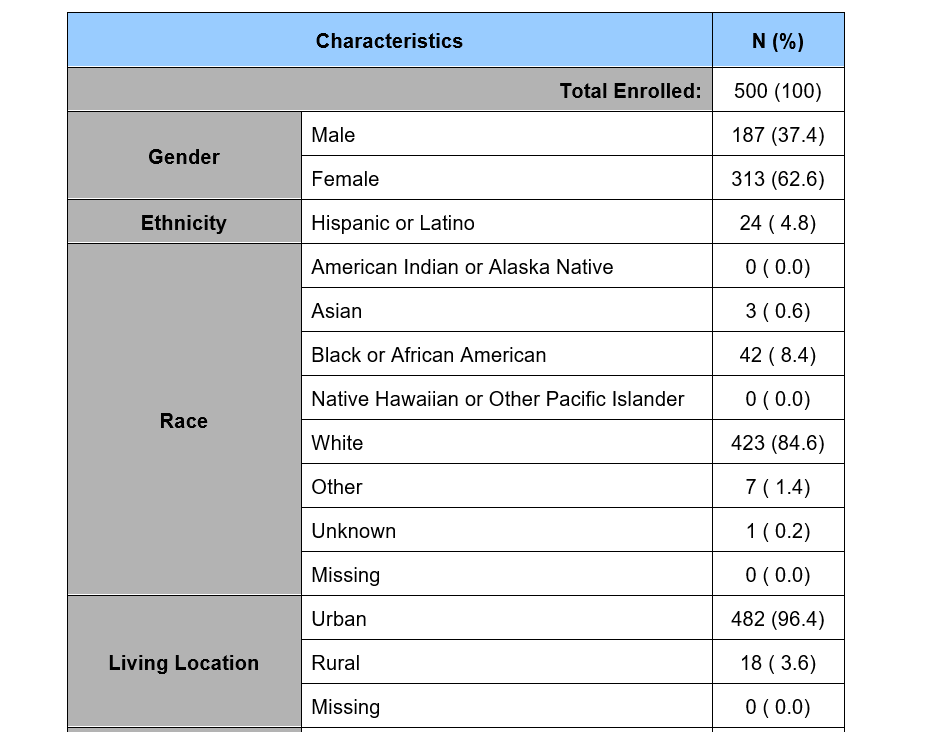 Characteristics N (%)
Total Enrolled: 500 (100)
Gender
Male 187 (37.4)
Female 313 (62.6)
Ethnicity Hispanic or Latino 24 ( 4.8)
Race
American Indian or Alaska Native 0 ( 0.0)
Asian 3 ( 0.6)
Black or African American 42 ( 8.4)
Native Hawaiian or Other Pacific Islander 0 ( 0.0)
White 423 (84.6)
Other 7 ( 1.4)
Unknown 1 ( 0.2)
Missing 0 ( 0.0)
Living Location
Urban 482 (96.4)
Rural 18 ( 3.6)
Missing 0 ( 0.0)